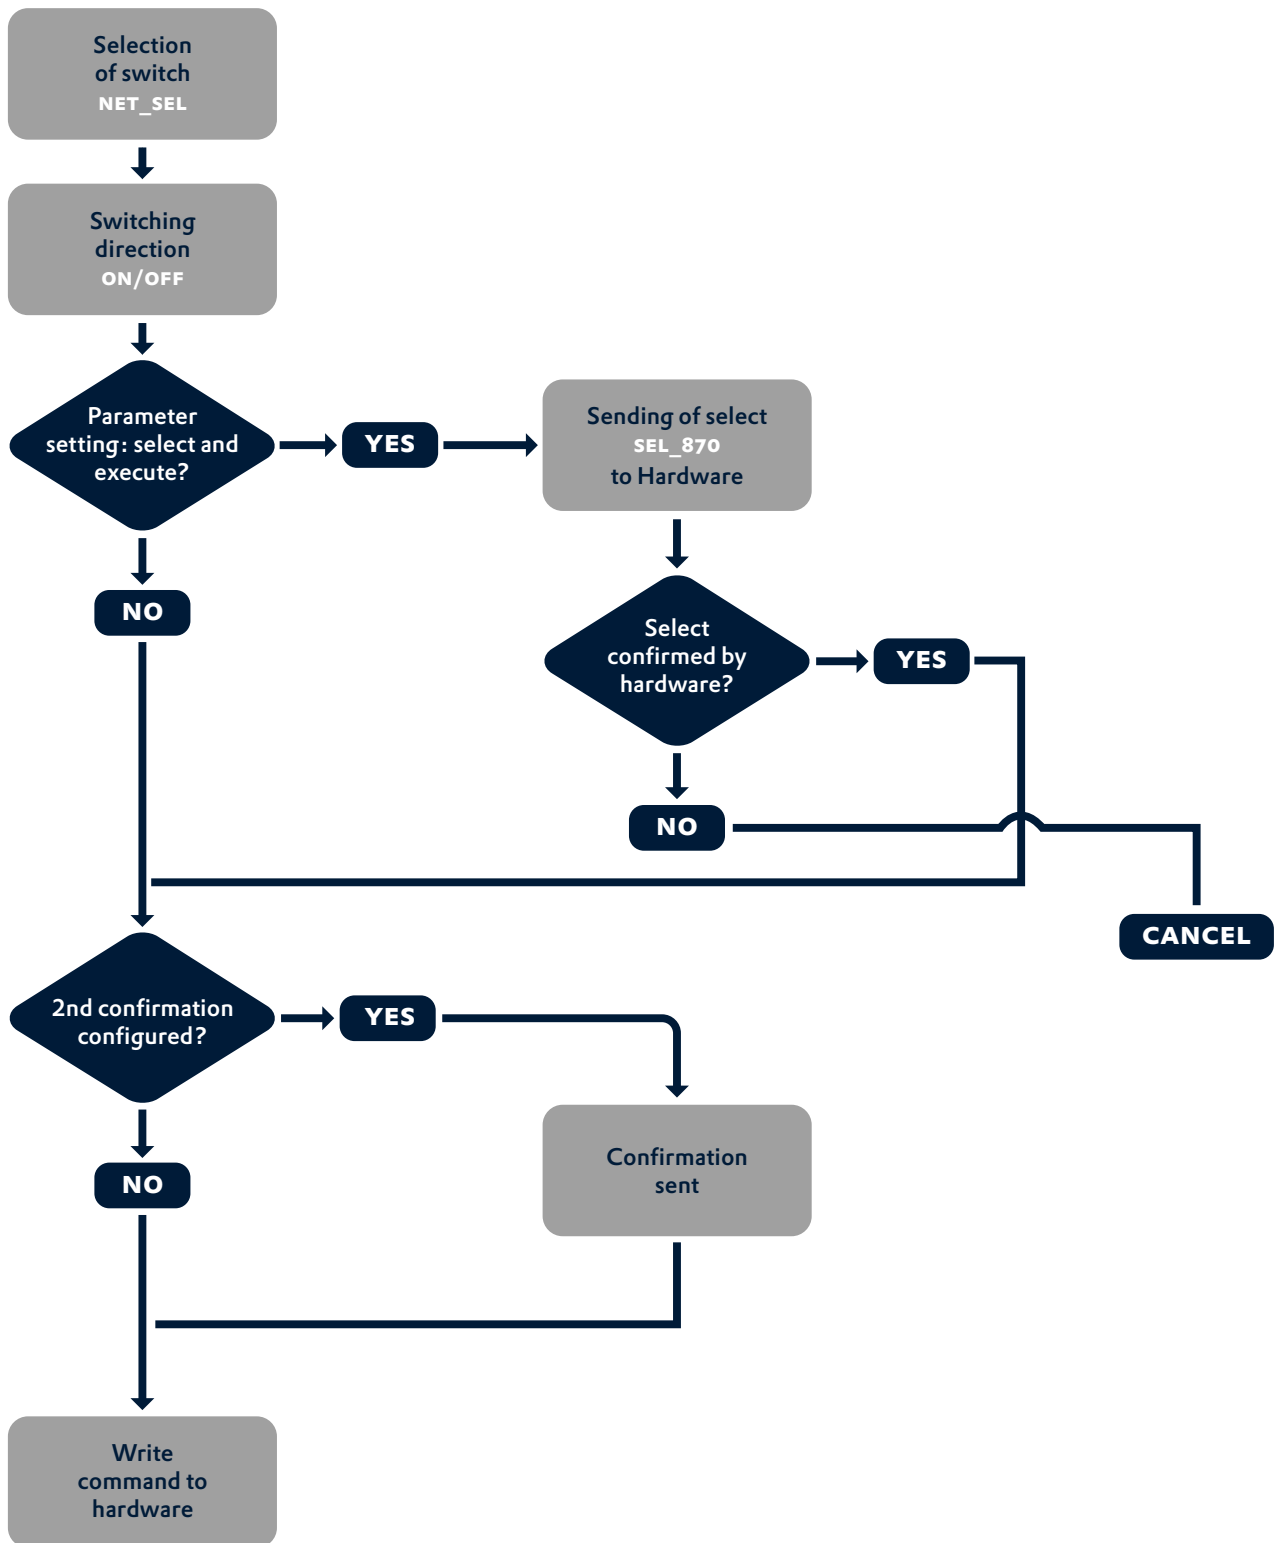 Selection
of switch
NET_SEL
Switching
direction
ON/OFF
Parameter
setting: select and
execute?
YES
Sending of select
SEL_870
to Hardware
NO
Select
confirmed by
hardware?
YES
NO
CANCEL
2nd confirmation
configured?
YES
Confirmation
sent
NO
Write
command to
hardware